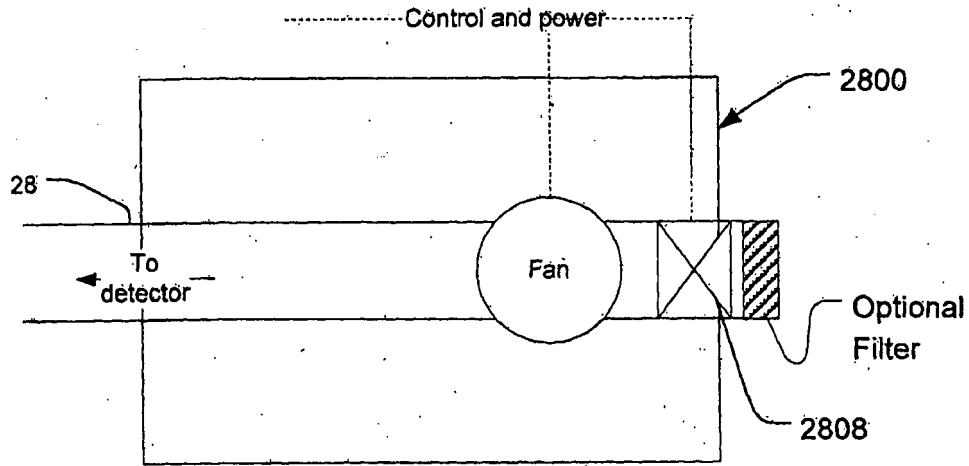 Control and power
2800
28
To
detector
Fan
Optional
Filter
2808